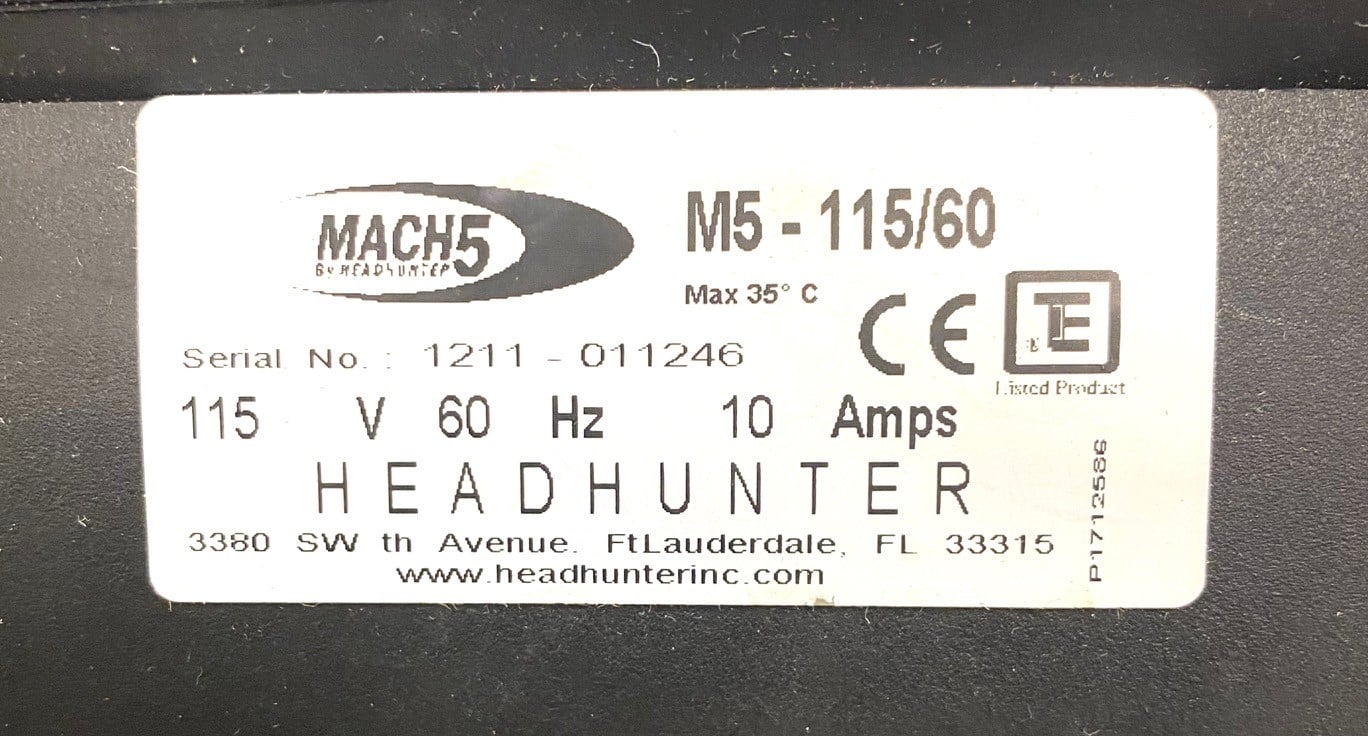 MACH5
By HEADHUNTER
M5 - 115/60
Max 35° C
CE
TE
Listed Product
Serial No. : 1211 - 011246
115 V 60 Hz 10 Amps
HEADHUNTER
3380 SW th Avenue. FtLauderdale, FL 33315
www.headhunterinc.com
P1712586